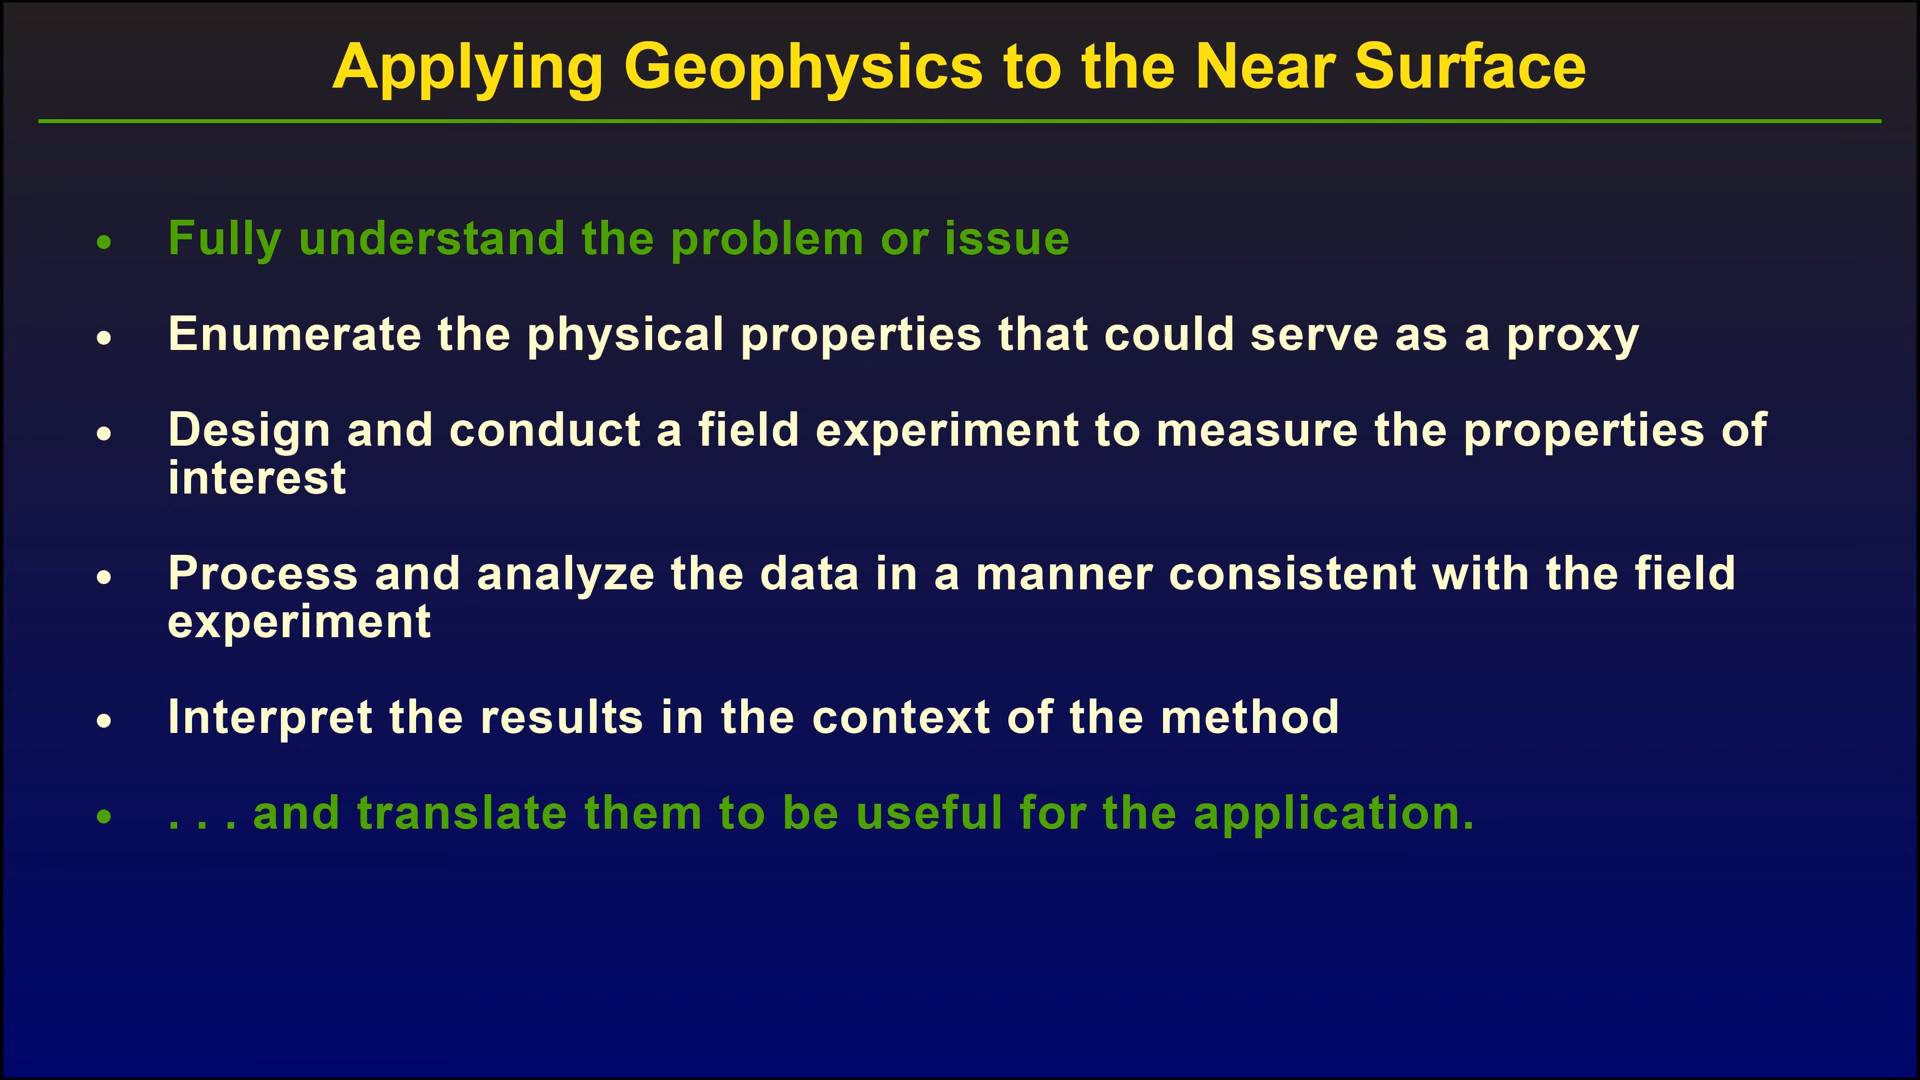 Applying Geophysics to the Near Surface
• Fully understand the problem or issue
• Enumerate the physical properties that could serve as a proxy
• Design and conduct a field experiment to measure the properties of
interest
• Process and analyze the data in a manner consistent with the field
experiment
• Interpret the results in the context of the method
• . . . and translate them to be useful for the application.